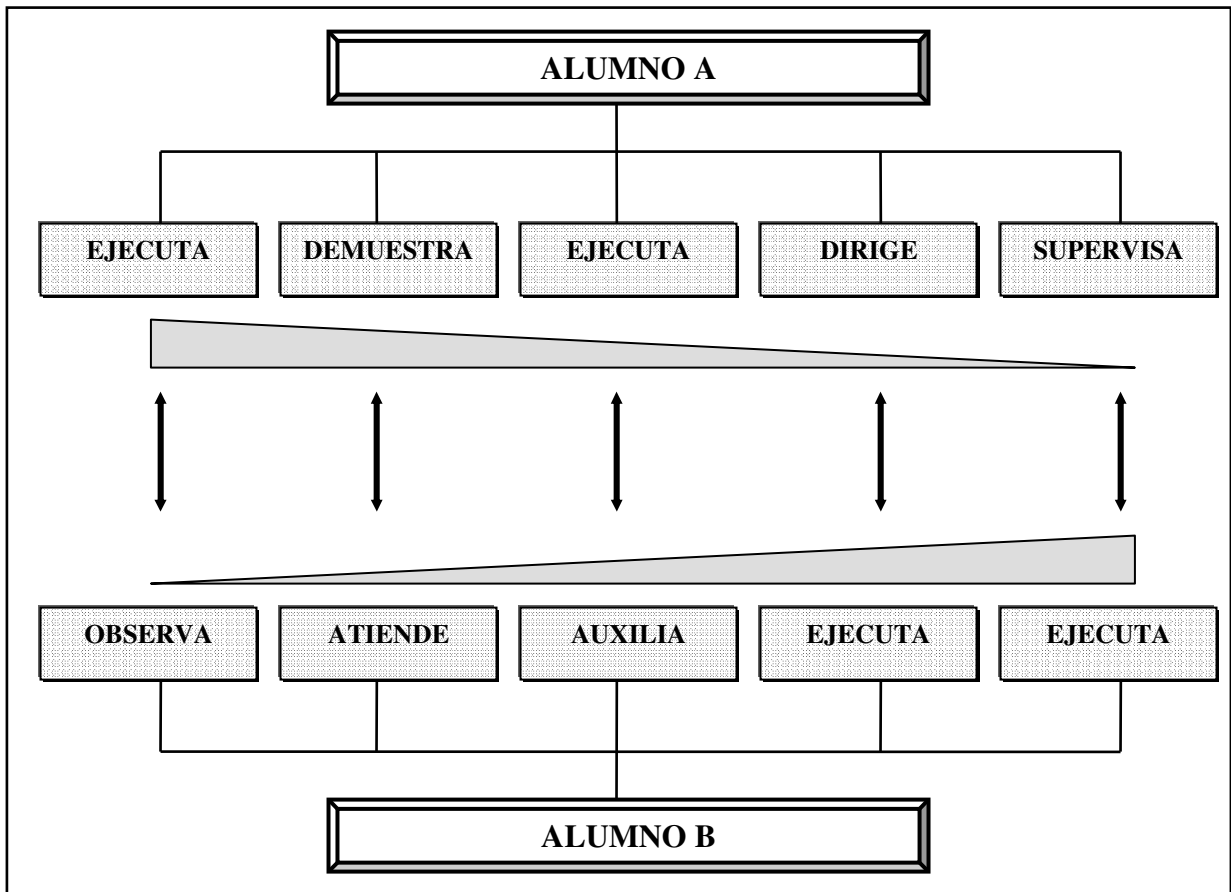 ALUMNO A
EJECUTA
DEMUESTRA
EJECUTA
DIRIGE
SUPERVISA
OBSERVA
ATIENDE
AUXILIA
EJECUTA
EJECUTA
ALUMNO B